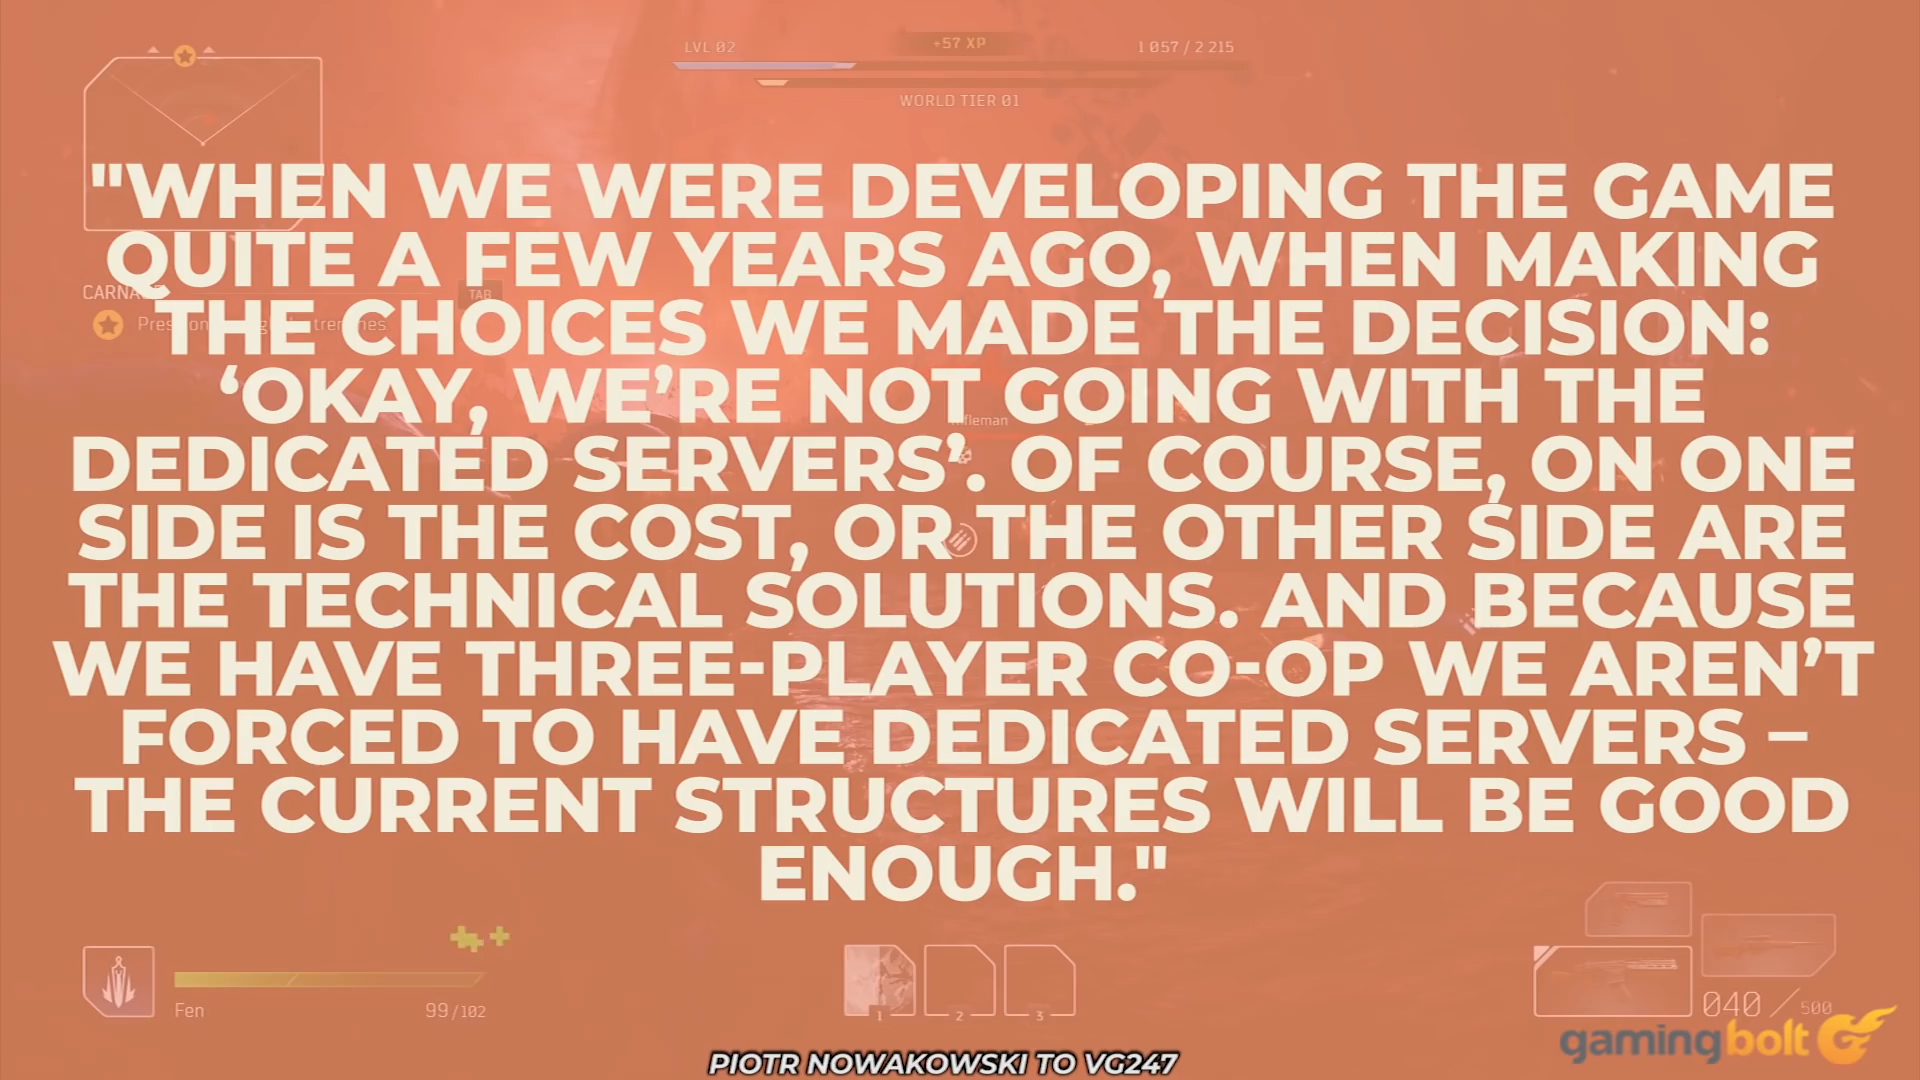 LVL 02
+57 XP
1 057 / 2 215
WORLD TIER 01
"WHEN WE WERE DEVELOPING THE GAME
QUITE A FEW YEARS AGO, WHEN MAKING
THE CHOICES WE MADE THE DECISION:
‘OKAY, WE’RE NOT GOING WITH THE
DEDICATED SERVERS’. OF COURSE, ON ONE
SIDE IS THE COST, OR THE OTHER SIDE ARE
THE TECHNICAL SOLUTIONS. AND BECAUSE
WE HAVE THREE-PLAYER CO-OP WE AREN’T
FORCED TO HAVE DEDICATED SERVERS –
THE CURRENT STRUCTURES WILL BE GOOD
ENOUGH."
TAB
Fen
99/102
1
2
3
040 / 500
gamingbolt
PIOTR NOWAKOWSKI TO VG247